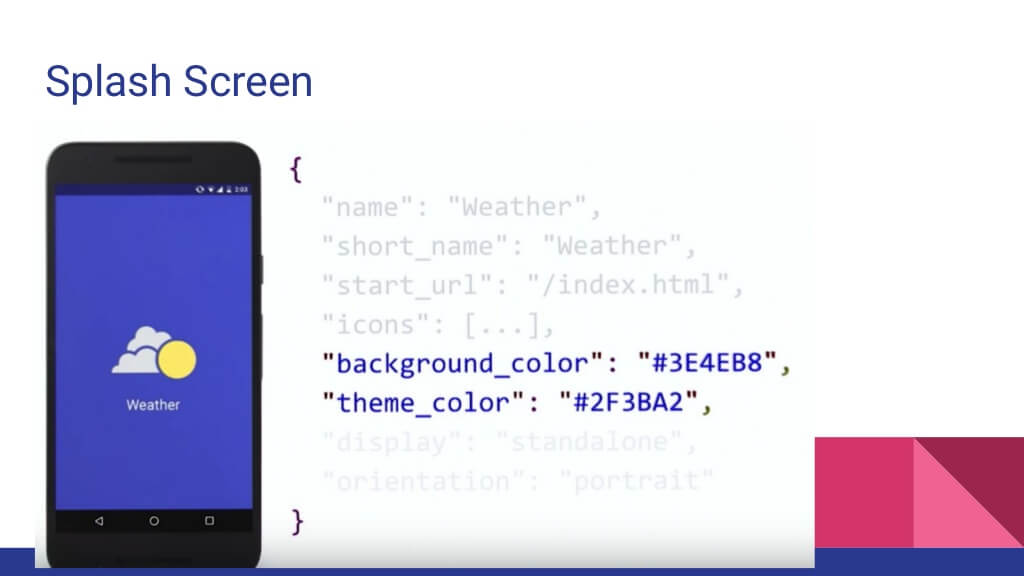 Splash Screen
2:03
Weather
{
"name": "Weather",
"short_name": "Weather",
"start_url": "/index.html",
"icons": [...],
"background_color": "#3E4EB8",
"theme_color": "#2F3BA2",
"display": "standalone",
"orientation": "portrait"
}